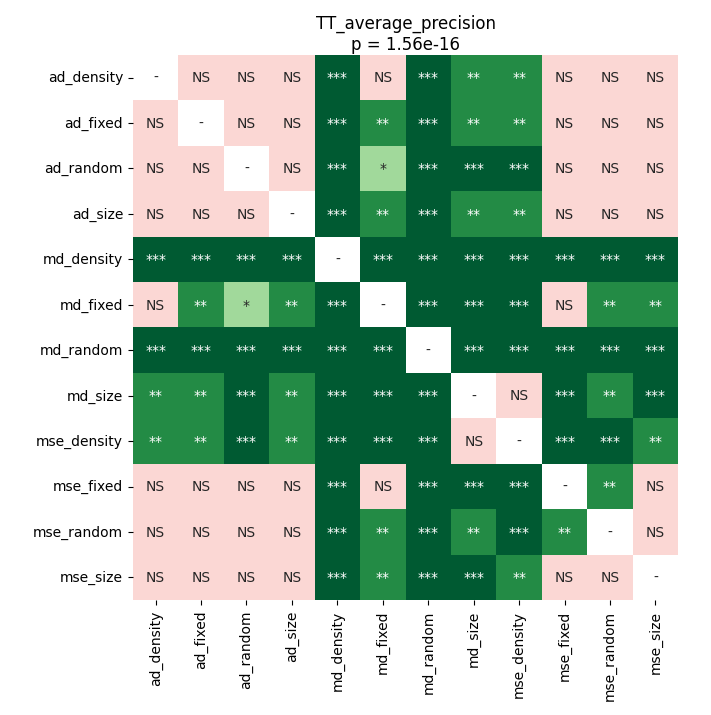 TT_average_precision
p = 1.56e-16
ad_density - NS NS NS *** NS *** ** ** NS NS NS
ad_fixed NS - NS NS *** ** *** ** ** NS NS NS
ad_random NS NS - NS *** * *** *** *** NS NS NS
ad_size NS NS NS - *** ** *** ** ** NS NS NS
md_density *** *** *** *** - *** *** *** *** *** *** ***
md_fixed NS ** * ** *** - *** *** *** NS ** **
md_random *** *** *** *** *** *** - *** *** *** *** ***
md_size ** ** *** ** *** *** *** - NS *** ** ***
mse_density ** ** *** ** *** *** *** NS - *** *** **
mse_fixed NS NS NS NS *** NS *** *** *** - ** NS
mse_random NS NS NS NS *** ** *** ** *** ** - NS
mse_size NS NS NS NS *** ** *** *** ** NS NS -
ad_density
ad_fixed
ad_random
ad_size
md_density
md_fixed
md_random
md_size
mse_density
mse_fixed
mse_random
mse_size